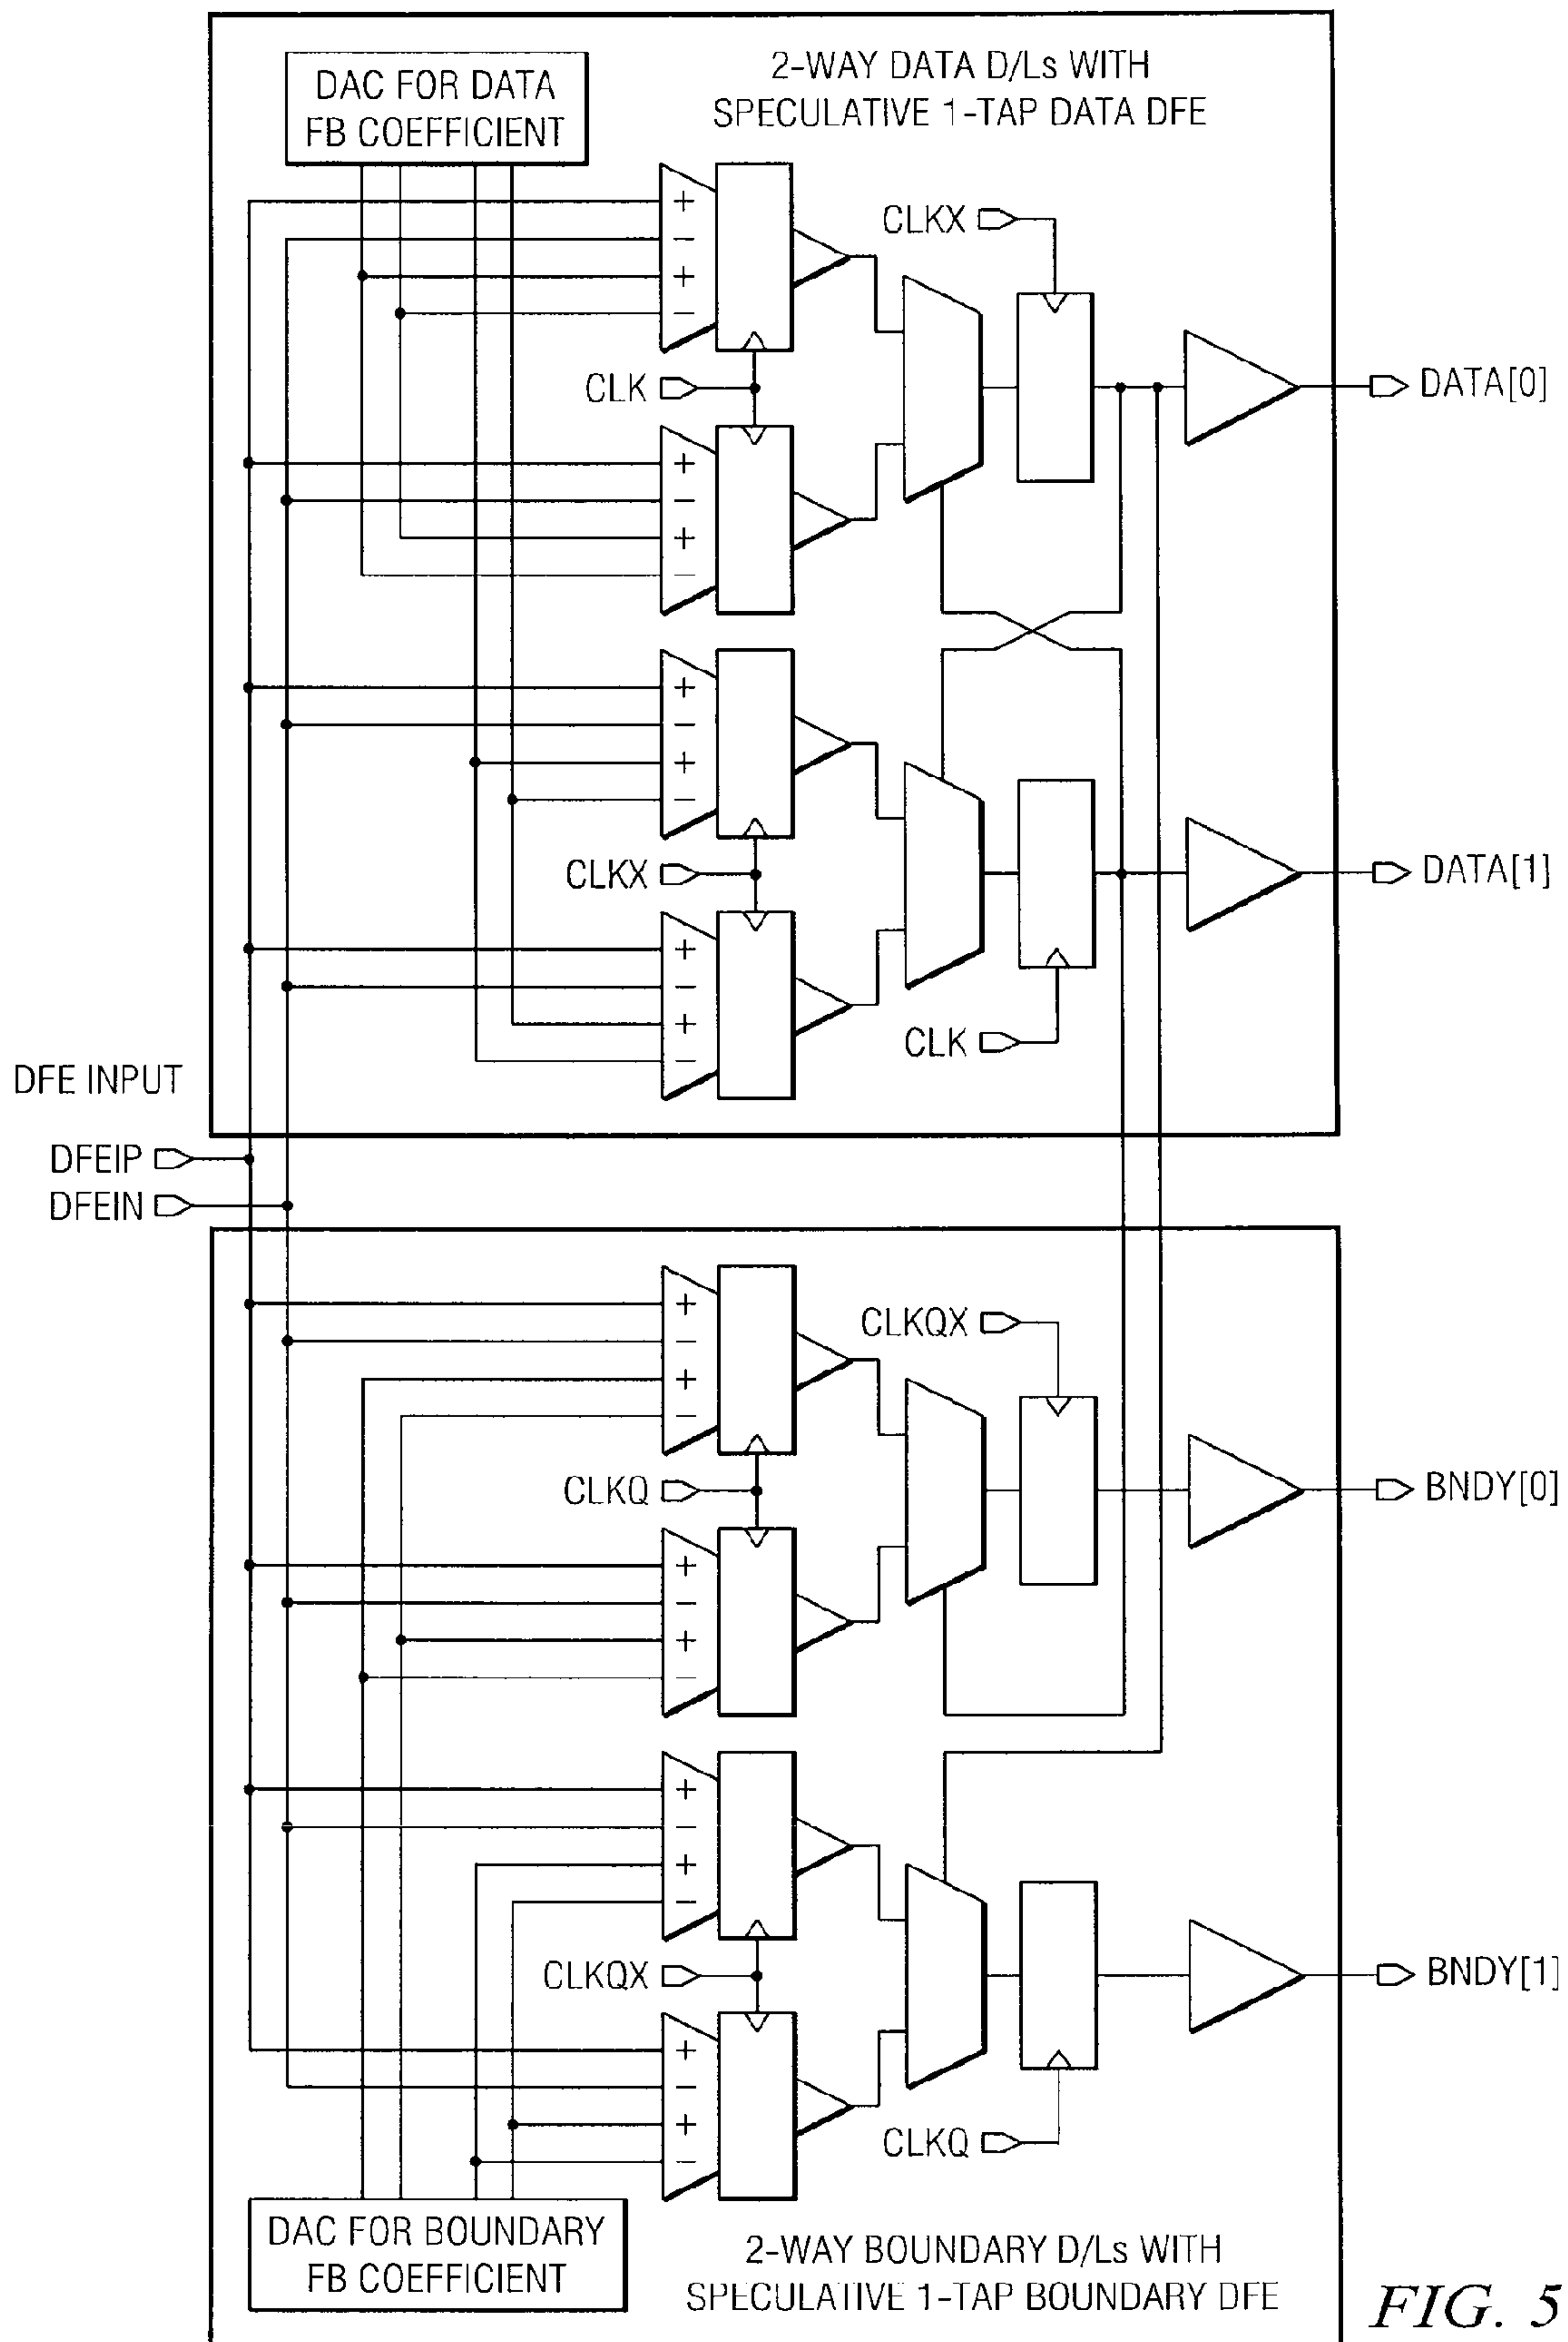 DAC FOR DATA
FB COEFFICIENT
2-WAY DATA D/Ls WITH
SPECULATIVE 1-TAP DATA DFE
+
−
+
−
CLKX
CLK
DATA[0]
+
−
+
−
+
−
+
−
CLKX
DATA[1]
+
−
+
−
CLK
DFE INPUT
DFEIP
DFEIN
+
−
+
−
CLKQX
CLKQ
BNDY[0]
+
−
+
−
+
−
+
−
CLKQX
BNDY[1]
+
−
+
−
CLKQ
DAC FOR BOUNDARY
FB COEFFICIENT
2-WAY BOUNDARY D/Ls WITH
SPECULATIVE 1-TAP BOUNDARY DFE
FIG. 5